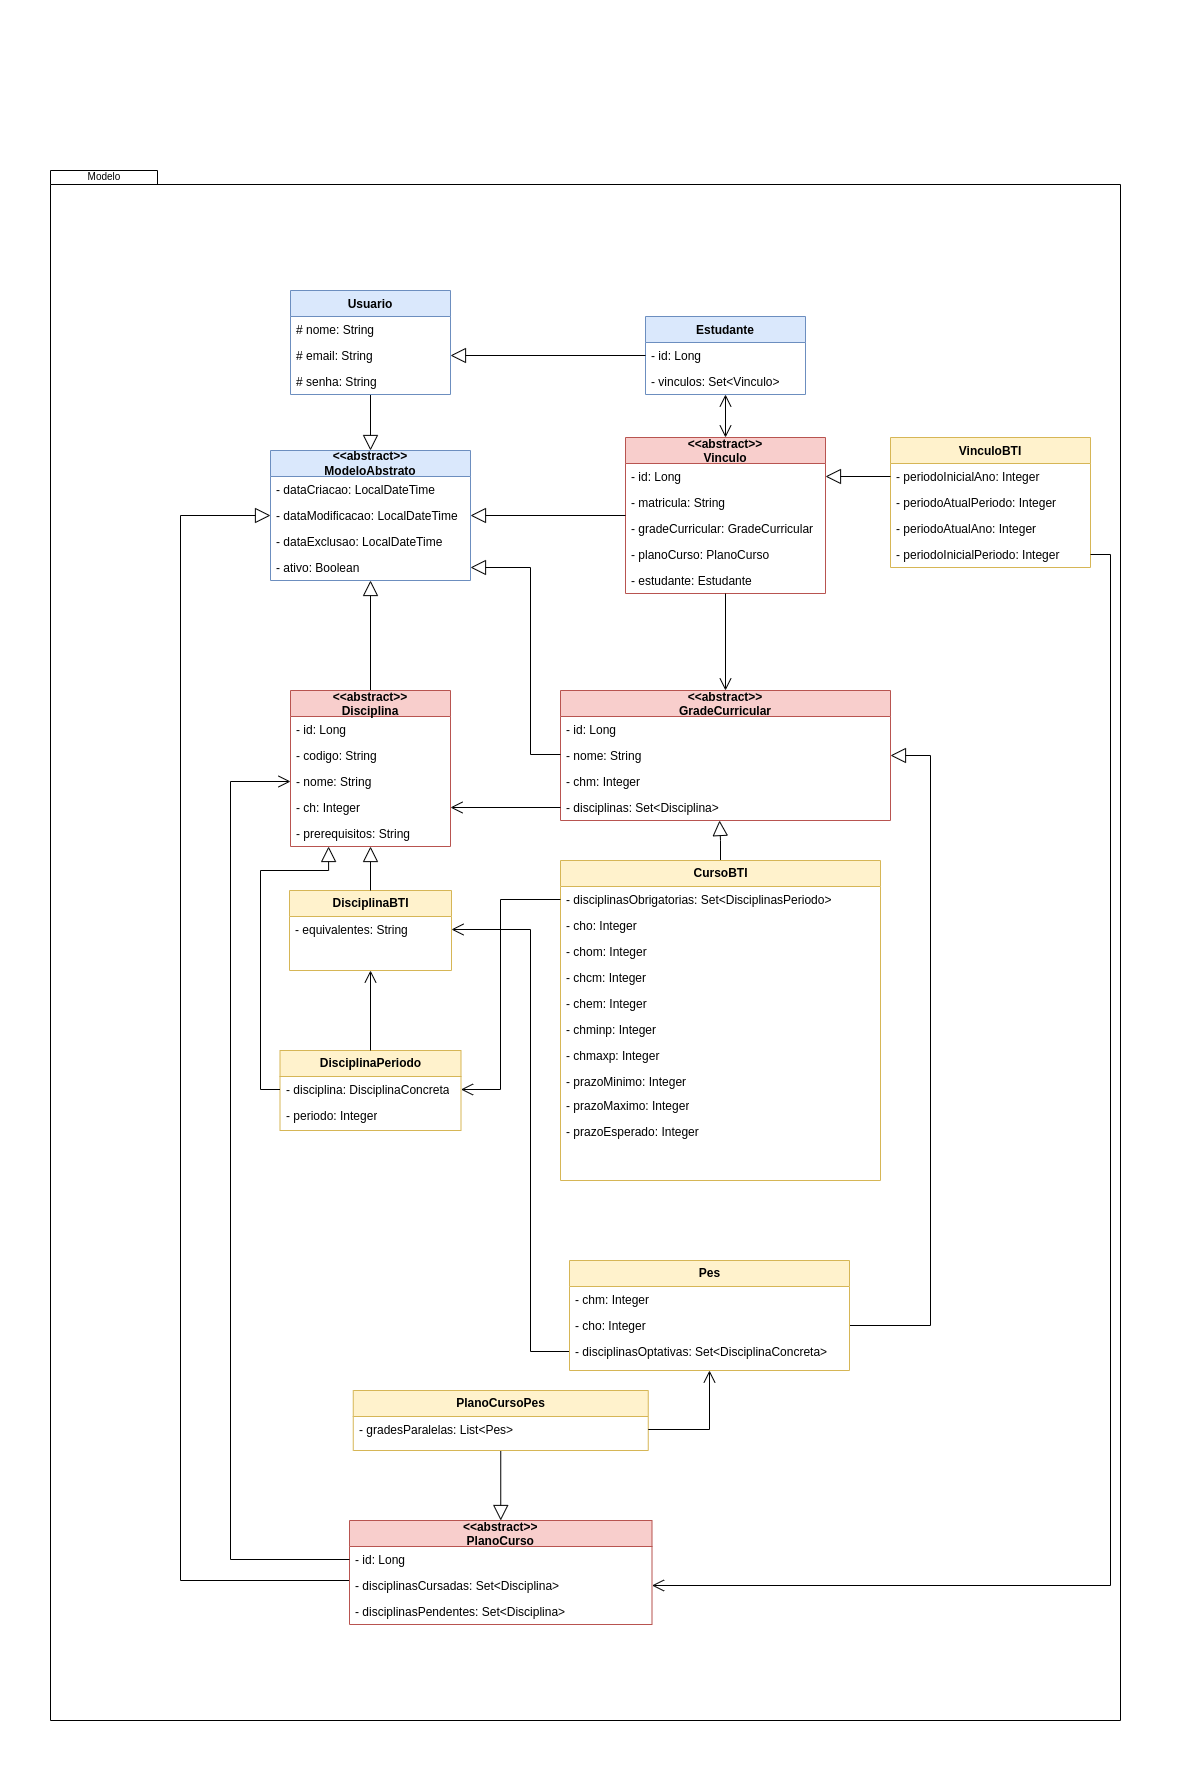 Modelo
Usuario
# nome: String
# email: String
# senha: String
Estudante
- id: Long
- vinculos: Set<Vinculo>
<<abstract>>
ModeloAbstrato
- dataCriacao: LocalDateTime
- dataModificacao: LocalDateTime
- dataExclusao: LocalDateTime
- ativo: Boolean
<<abstract>>
Vinculo
- id: Long
- matricula: String
- gradeCurricular: GradeCurricular
- planoCurso: PlanoCurso
- estudante: Estudante
VinculoBTI
- periodoInicialAno: Integer
- periodoAtualPeriodo: Integer
- periodoAtualAno: Integer
- periodoInicialPeriodo: Integer
<<abstract>>
Disciplina
- id: Long
- codigo: String
- nome: String
- ch: Integer
- prerequisitos: String
<<abstract>>
GradeCurricular
- id: Long
- nome: String
- chm: Integer
- disciplinas: Set<Disciplina>
DisciplinaBTI
- equivalentes: String
CursoBTI
- disciplinasObrigatorias: Set<DisciplinasPeriodo>
- cho: Integer
- chom: Integer
- chcm: Integer
- chem: Integer
- chminp: Integer
- chmaxp: Integer
- prazoMinimo: Integer
- prazoMaximo: Integer
- prazoEsperado: Integer
DisciplinaPeriodo
- disciplina: DisciplinaConcreta
- periodo: Integer
Pes
- chm: Integer
- cho: Integer
- disciplinasOptativas: Set<DisciplinaConcreta>
PlanoCursoPes
- gradesParalelas: List<Pes>
<<abstract>>
PlanoCurso
- id: Long
- disciplinasCursadas: Set<Disciplina>
- disciplinasPendentes: Set<Disciplina>